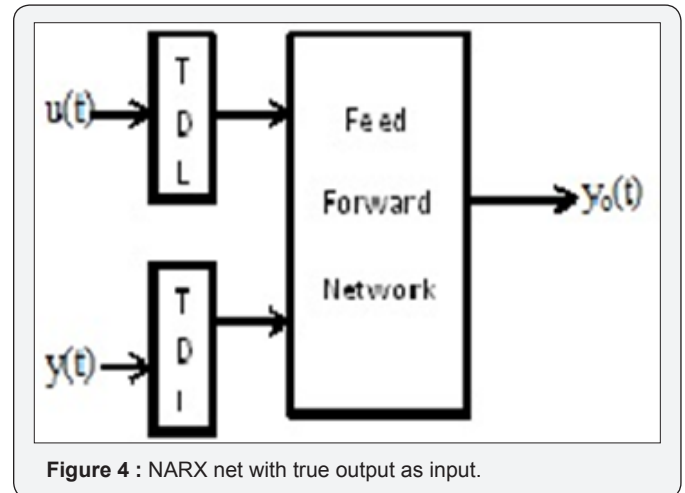 u(t)
T
D
L
Feed
Forward
Network
y₀(t)
y(t)
T
D
I
Figure 4 : NARX net with true output as input.